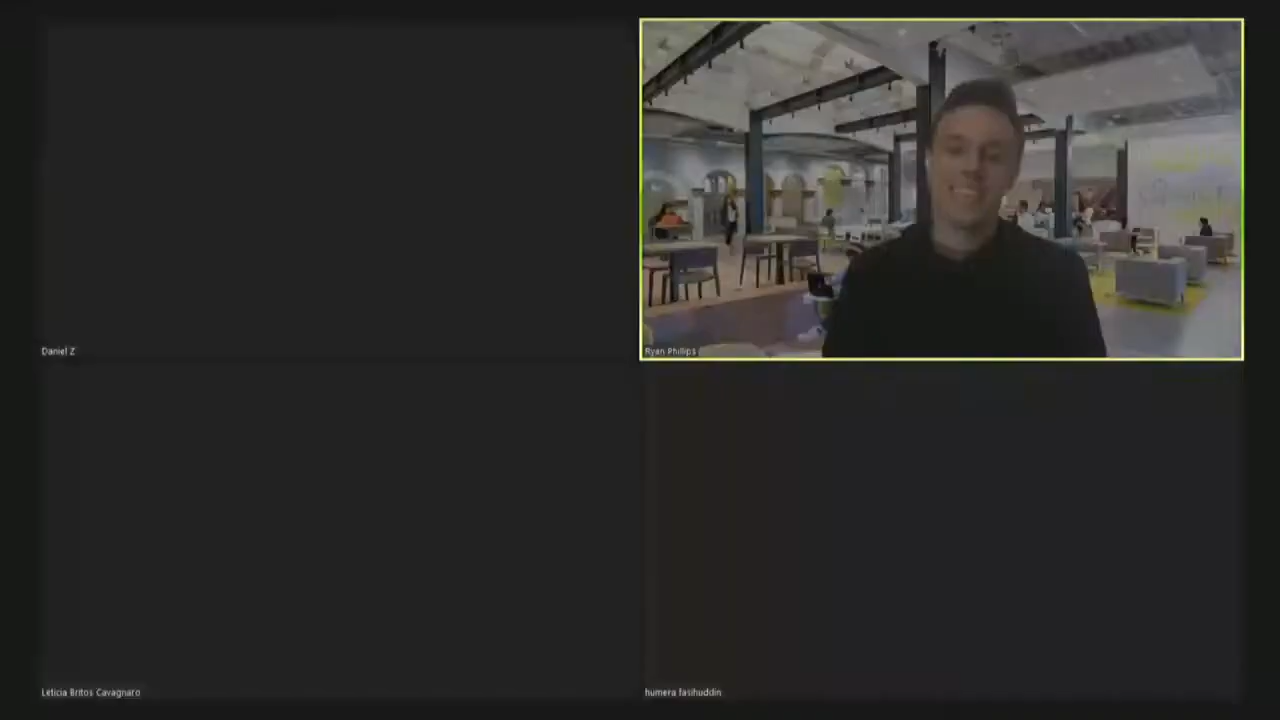 Daniel Z
Ryan Phillips
Leticia Britos Cavagnaro
humera fasihuddin